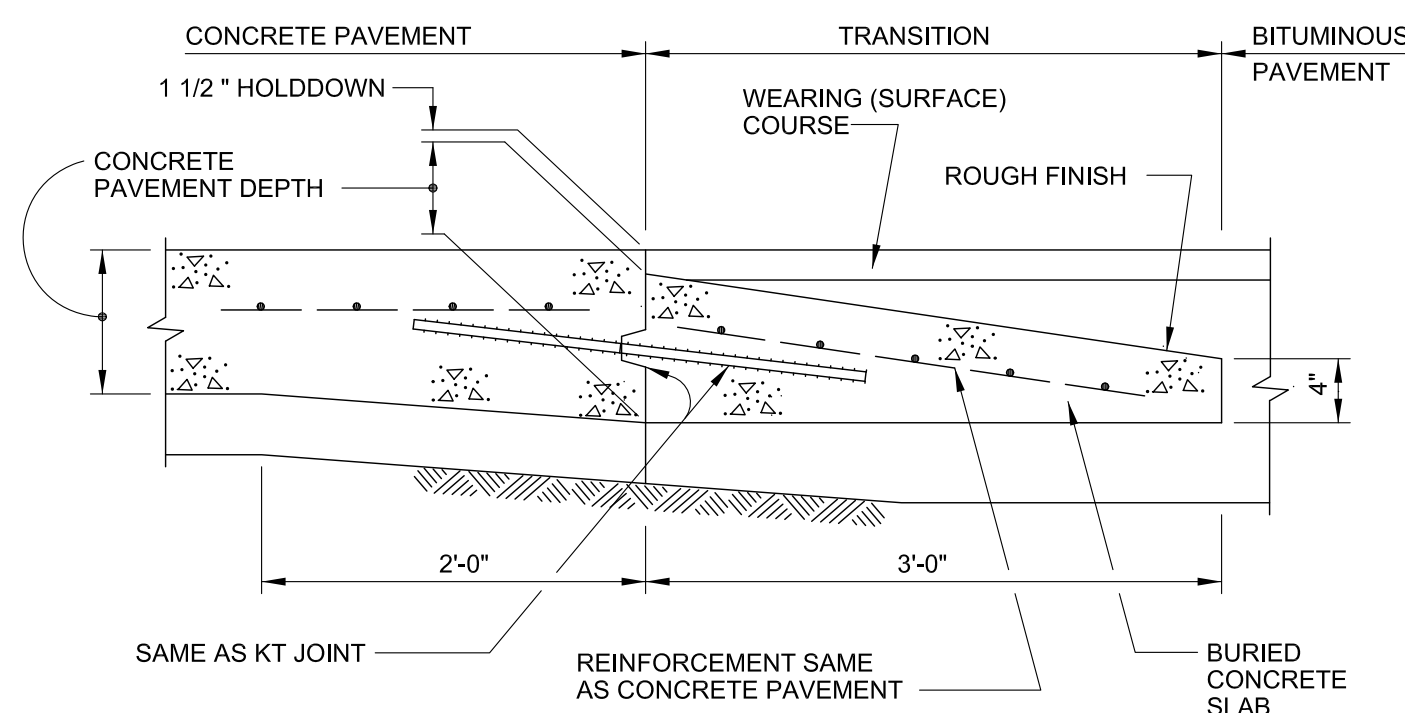 CONCRETE PAVEMENT
TRANSITION
BITUMINOUS
PAVEMENT
1 1/2 " HOLDDOWN
WEARING (SURFACE)
COURSE
CONCRETE
PAVEMENT DEPTH
ROUGH FINISH
4"
2'-0"
3'-0"
SAME AS KT JOINT
REINFORCEMENT SAME
AS CONCRETE PAVEMENT
BURIED
CONCRETE
SLAB